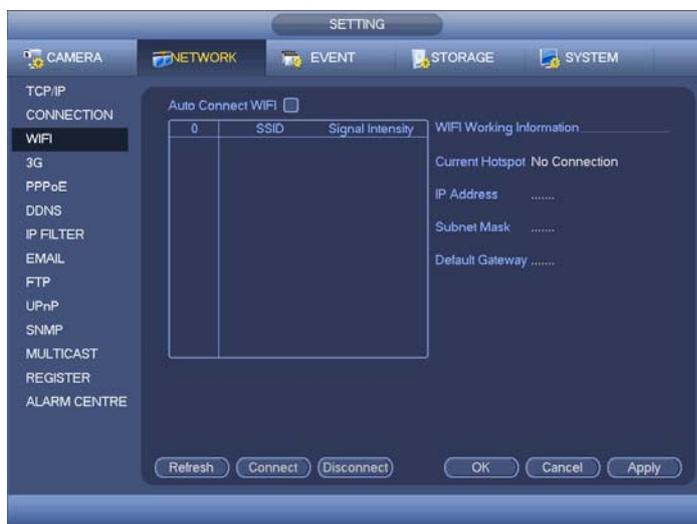 SETTING
CAMERA NETWORK EVENT STORAGE SYSTEM
TCP/IP
CONNECTION
WIFI
3G
PPPoE
DDNS
IP FILTER
EMAIL
FTP
UPnP
SNMP
MULTICAST
REGISTER
ALARM CENTRE
Auto Connect WIFI
0 SSID Signal Intensity
WIFI Working Information
Current Hotspot No Connection
IP Address .......
Subnet Mask .......
Default Gateway .......
Refresh Connect Disconnect OK Cancel Apply